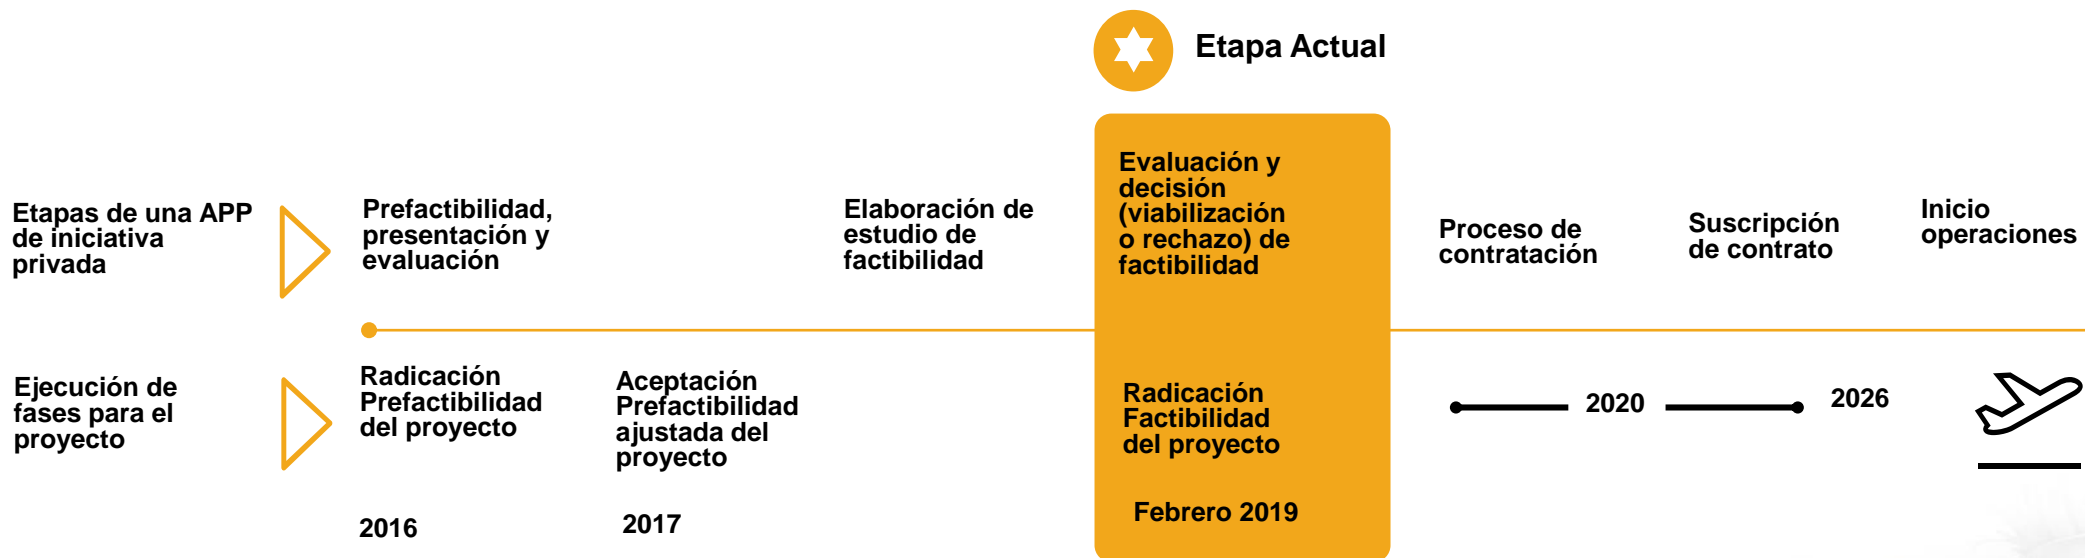 Etapa Actual
Etapas de una APP
de iniciativa
privada
Prefactibilidad,
presentación y
evaluación
Elaboración de
estudio de
factibilidad
Evaluación y
decisión
(viabilización
o rechazo) de
factibilidad
Proceso de
contratación
Suscripción
de contrato
Inicio
operaciones
Ejecución de
fases para el
proyecto
Radicación
Prefactibilidad
del proyecto
2016
Aceptación
Prefactibilidad
ajustada del
proyecto
2017
Radicación
Factibilidad
del proyecto
Febrero 2019
2020
2026